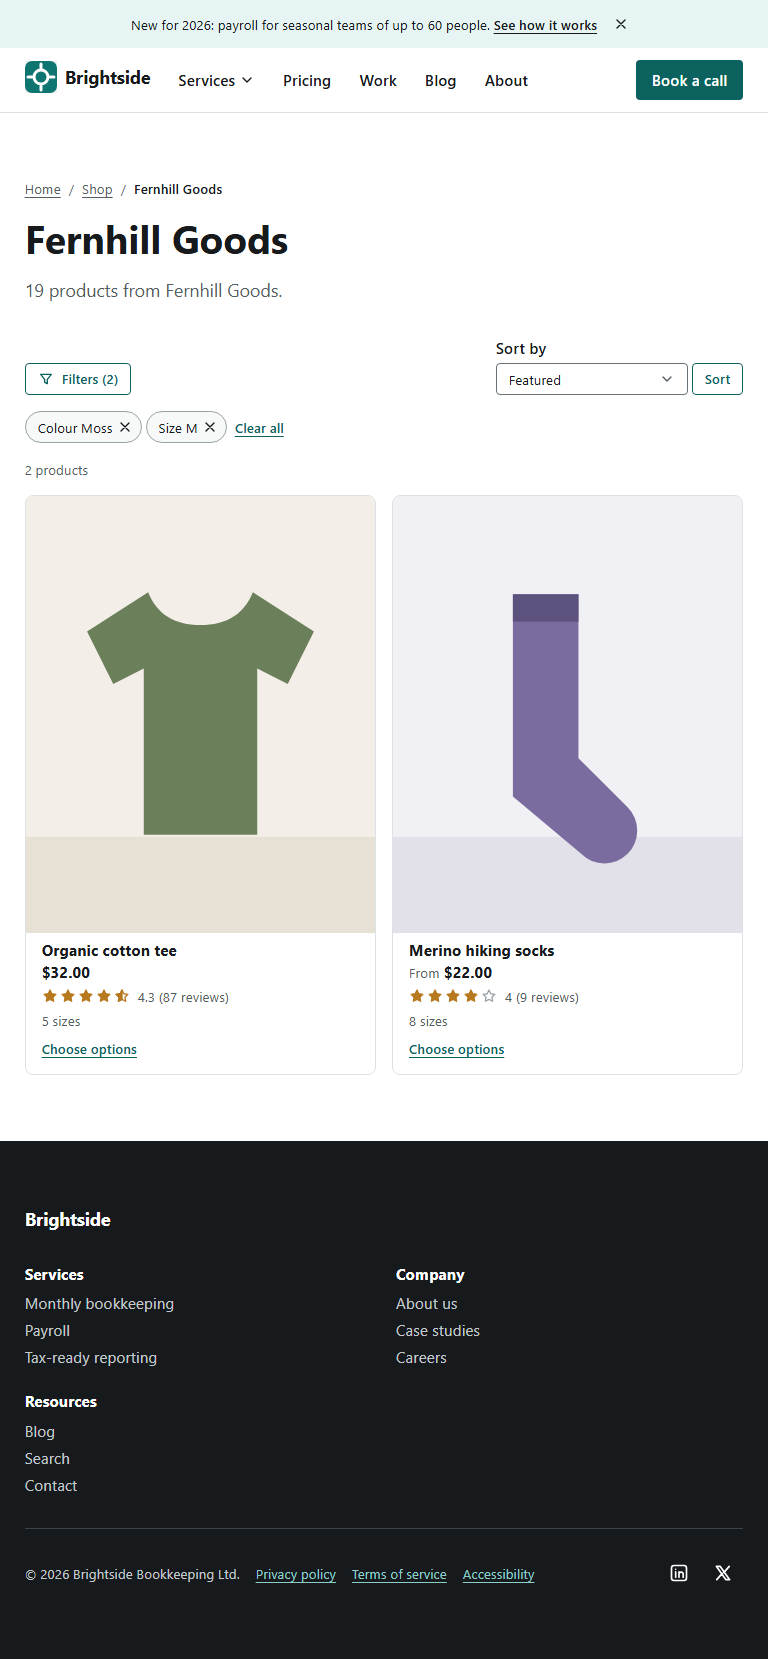 New for 2026: payroll for seasonal teams of up to 60 people. See how it works
Brightside
Services
Pricing
Work
Blog
About
Book a call
Home / Shop / Fernhill Goods
Fernhill Goods
19 products from Fernhill Goods.
Sort by
Filters (2)
Featured
Sort
Colour Moss
Size M
Clear all
2 products
Organic cotton tee
$32.00
4.3 (87 reviews)
5 sizes
Choose options
Merino hiking socks
From $22.00
4 (9 reviews)
8 sizes
Choose options
Brightside
Services
Monthly bookkeeping
Payroll
Tax-ready reporting
Company
About us
Case studies
Careers
Resources
Blog
Search
Contact
© 2026 Brightside Bookkeeping Ltd. Privacy policy Terms of service Accessibility